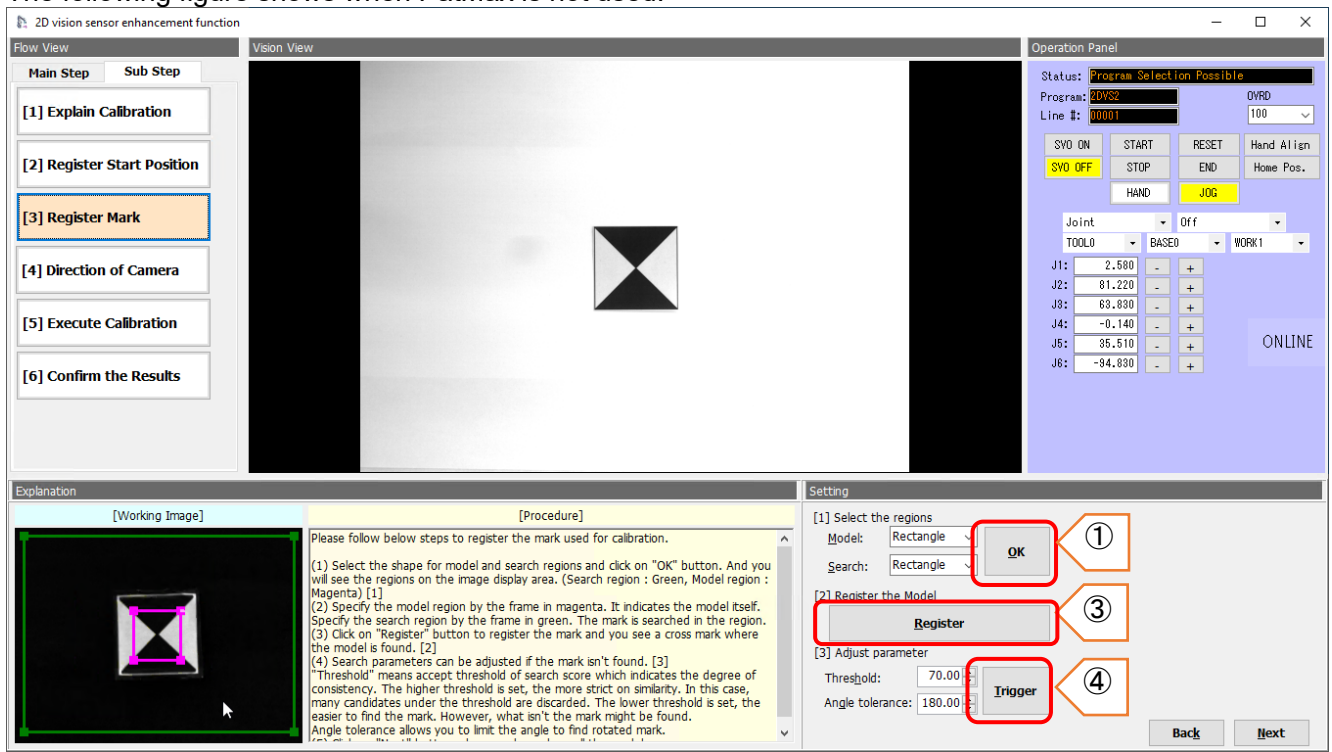 The following figure shows when PatMax is not used.
2D vision sensor enhancement function
Flow View
Main Step Sub Step
[1] Explain Calibration
[2] Register Start Position
[3] Register Mark
[4] Direction of Camera
[5] Execute Calibration
[6] Confirm the Results
Vision View
Operation Panel
Status: Program Selection Possible
Program: 2DVS2 OVRD
Line #: 00001 100
SVO ON START RESET Hand Align
SVO OFF STOP END Home Pos.
HAND JOG
Joint Off
TOOL0 BASE0 WORK1
J1: 2.580 - +
J2: 81.220 - +
J3: 63.830 - +
J4: -0.140 - +
J5: 35.510 - +
J6: -94.830 - +
ONLINE
Explanation
[Working Image]
[Procedure]
Please follow below steps to register the mark used for calibration.
(1) Select the shape for model and search regions and click on "OK" button. And you
will see the regions on the image display area. (Search region : Green, Model region :
Magenta) [1]
(2) Specify the model region by the frame in magenta. It indicates the model itself.
Specify the search region by the frame in green. The mark is searched in the region.
(3) Click on "Register" button to register the mark and you see a cross mark where
the model is found. [2]
(4) Search parameters can be adjusted if the mark isn't found. [3]
"Threshold" means accept threshold of search score which indicates the degree of
consistency. The higher threshold is set, the more strict on similarity. In this case,
many candidates under the threshold are discarded. The lower threshold is set, the
easier to find the mark. However, what isn't the mark might be found.
Angle tolerance allows you to limit the angle to find rotated mark.
Setting
[1] Select the regions
Model: Rectangle
Search: Rectangle
OK
①
[2] Register the Model
Register
③
[3] Adjust parameter
Threshold: 70.00
Angle tolerance: 180.00
Trigger
④
Back Next